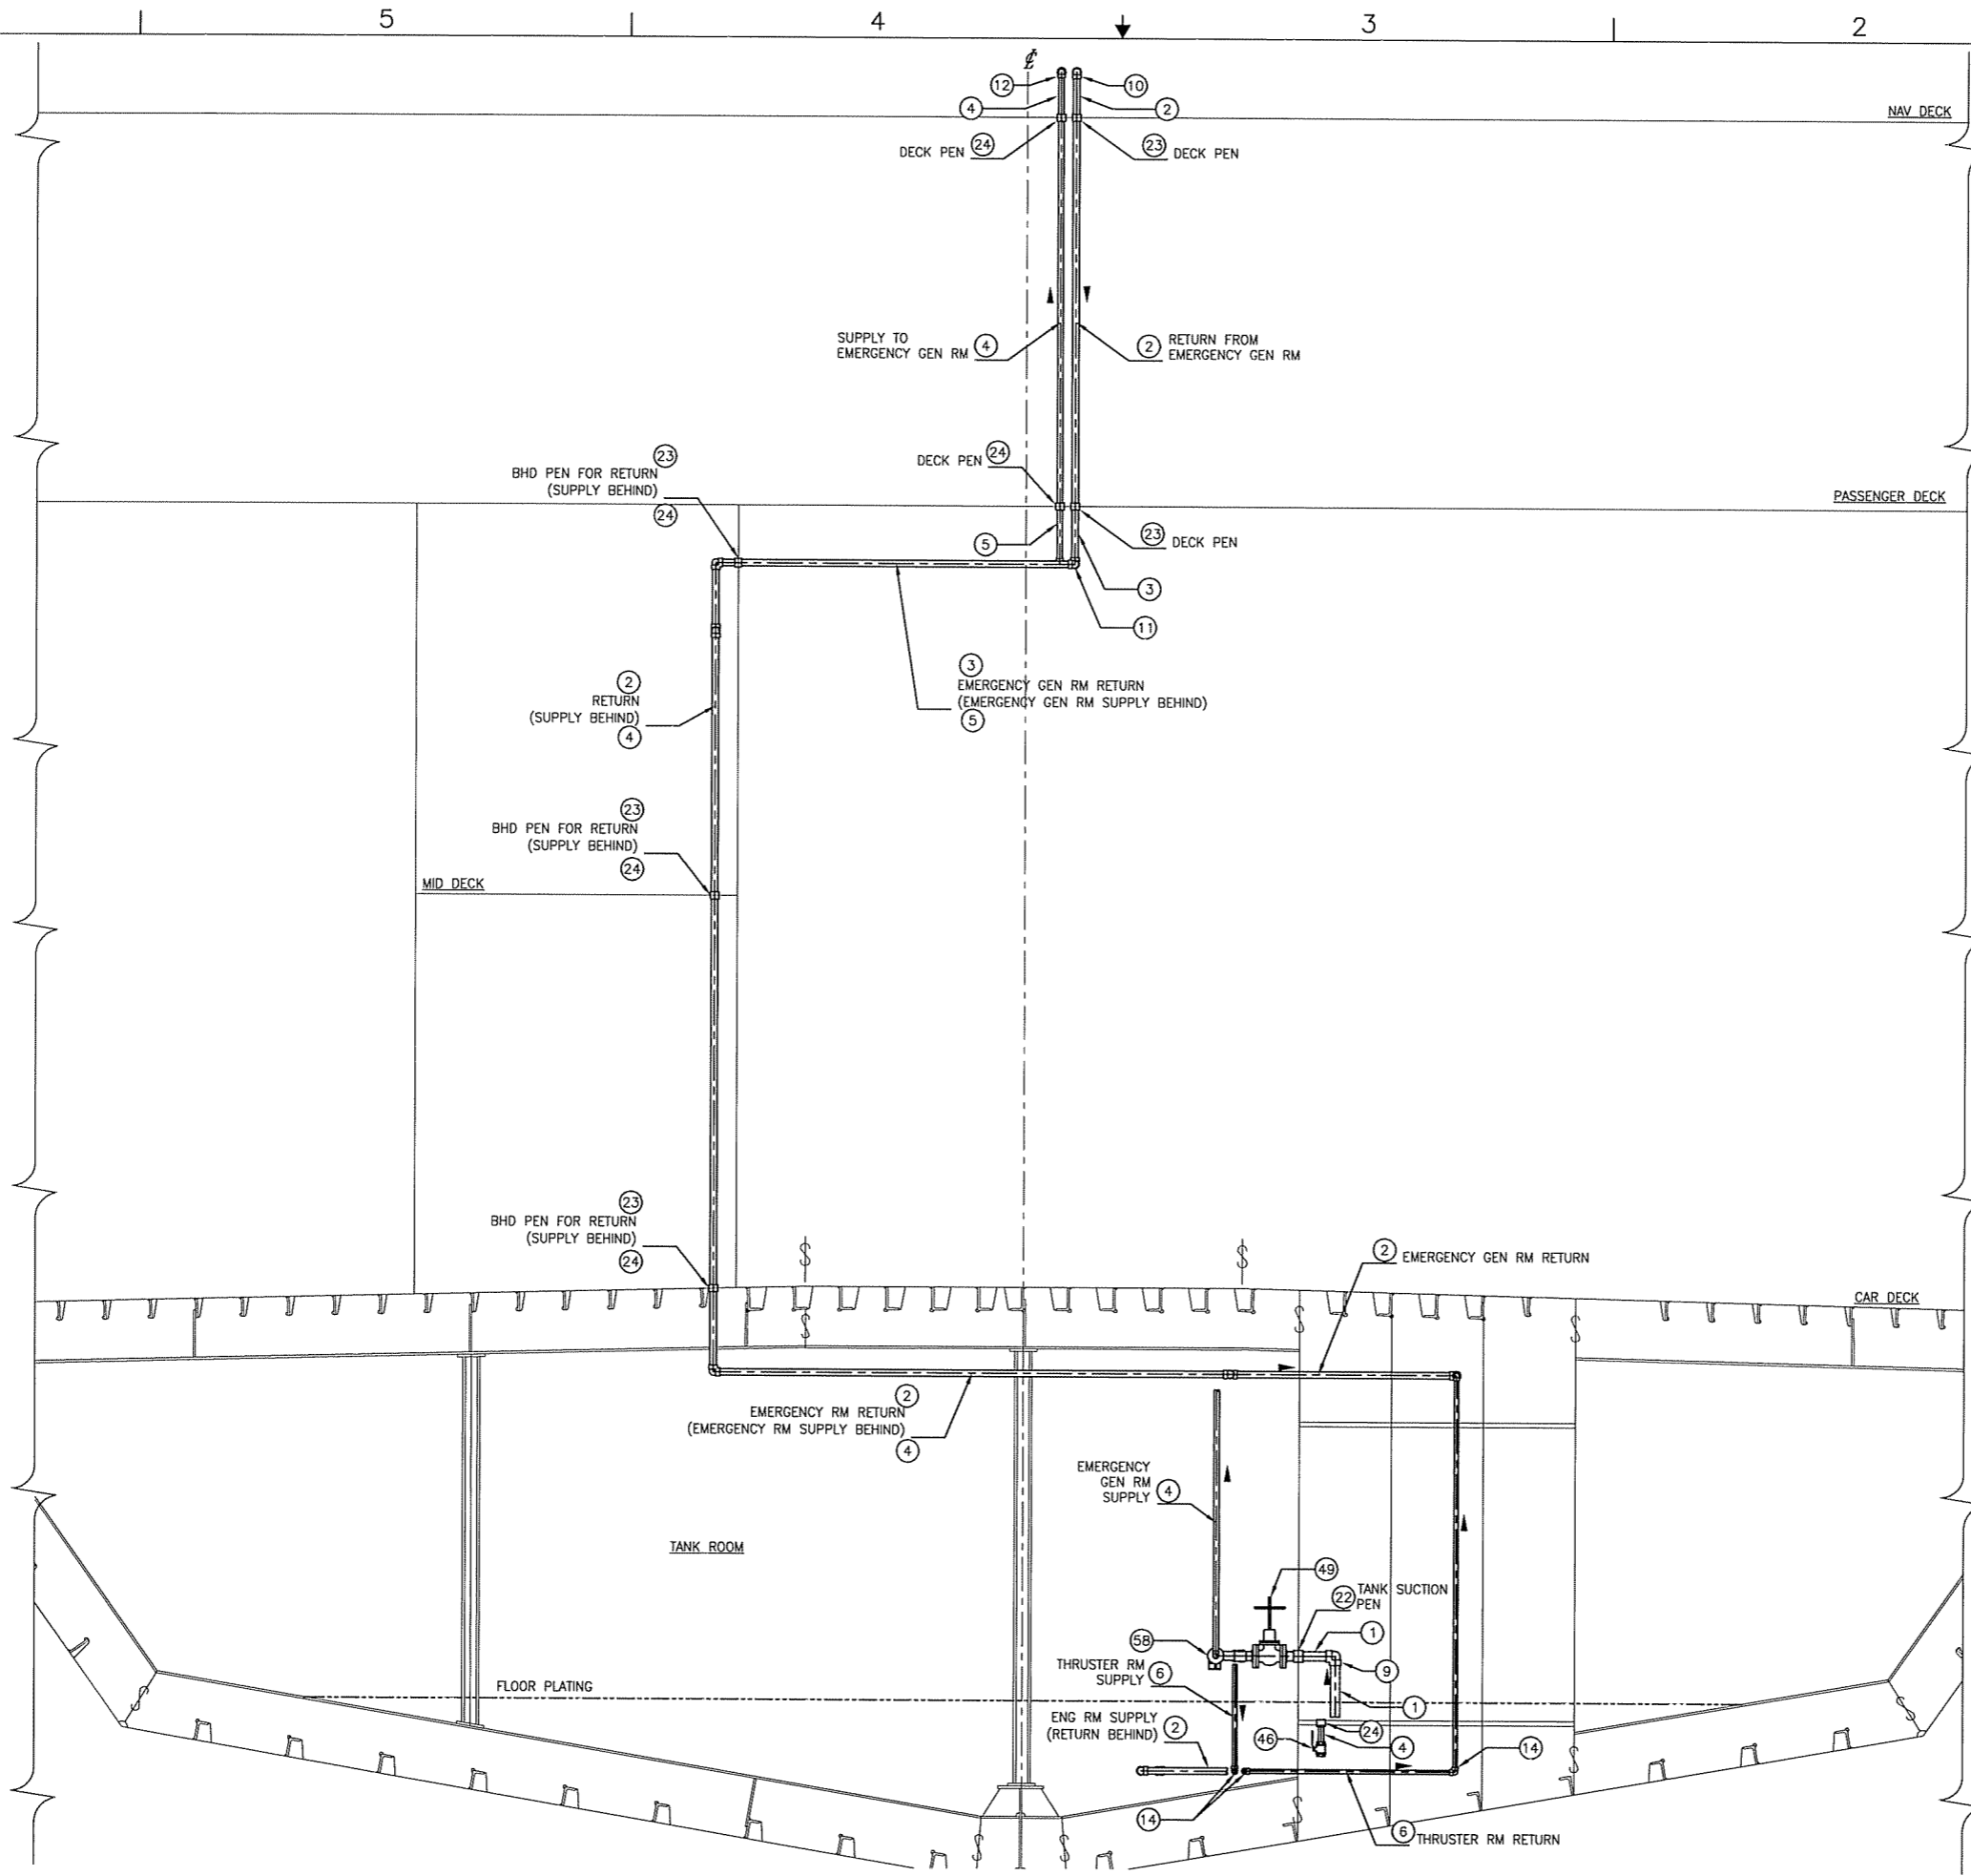 5 4 3 2
℄
12 10
4 2
NAV DECK
DECK PEN 24
23 DECK PEN
SUPPLY TO
EMERGENCY GEN RM 4
2 RETURN FROM
EMERGENCY GEN RM
23
BHD PEN FOR RETURN
(SUPPLY BEHIND)
24
DECK PEN 24
PASSENGER DECK
5
23 DECK PEN
3
11
3
EMERGENCY GEN RM RETURN
(EMERGENCY GEN RM SUPPLY BEHIND)
5
2
RETURN
(SUPPLY BEHIND)
4
23
BHD PEN FOR RETURN
(SUPPLY BEHIND)
24
MID DECK
23
BHD PEN FOR RETURN
(SUPPLY BEHIND)
24
2 EMERGENCY GEN RM RETURN
CAR DECK
2
EMERGENCY RM RETURN
(EMERGENCY RM SUPPLY BEHIND)
4
EMERGENCY
GEN RM
SUPPLY 4
TANK ROOM
49
22 TANK SUCTION
PEN
58
1
THRUSTER RM
SUPPLY 6
9
FLOOR PLATING
1
ENG RM SUPPLY
(RETURN BEHIND) 2
24
46
4
14
14
6 THRUSTER RM RETURN